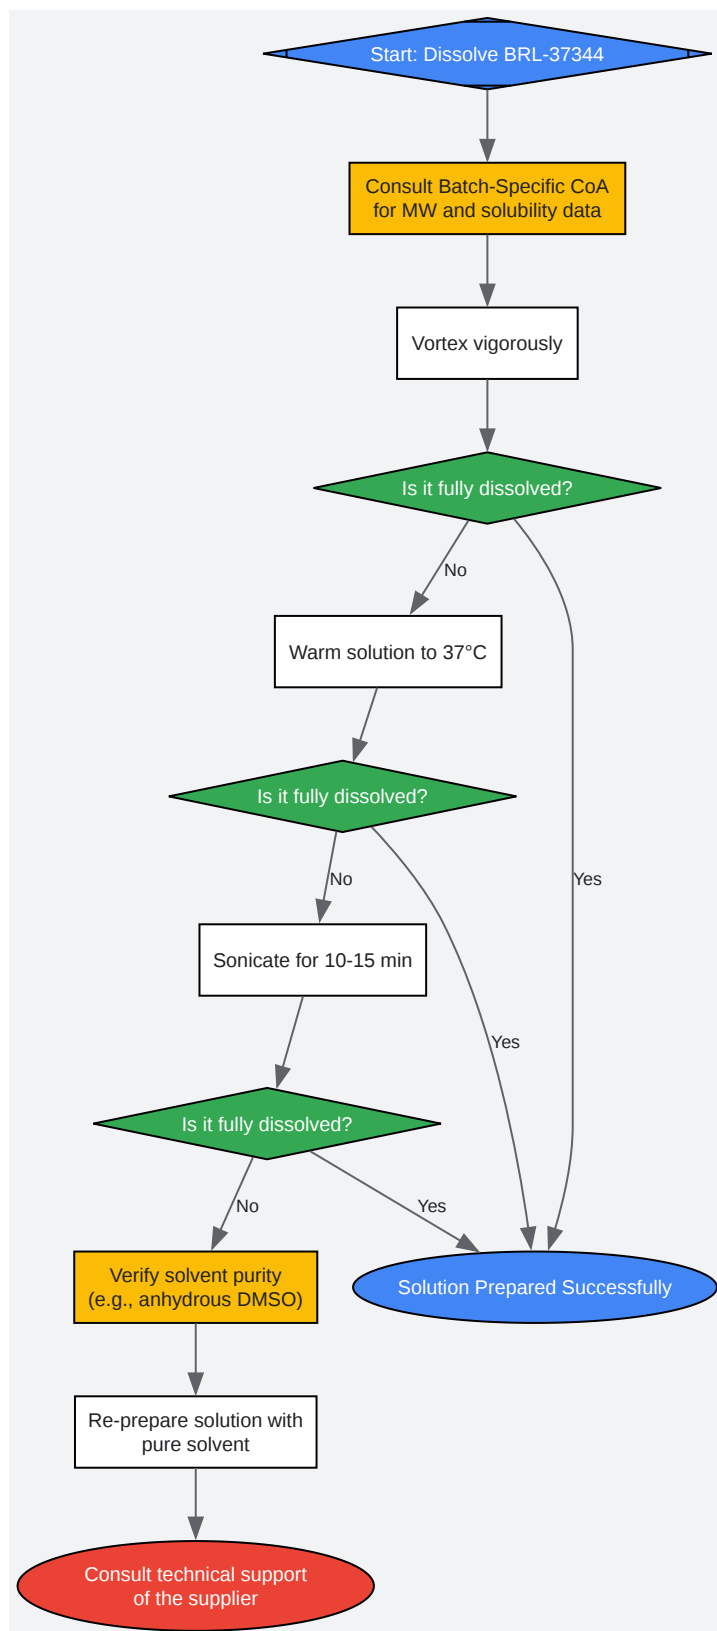 Start: Dissolve BRL-37344
Consult Batch-Specific CoA
for MW and solubility data
Vortex vigorously
Is it fully dissolved?
No
Warm solution to 37°C
Is it fully dissolved?
No
Yes
Sonicate for 10-15 min
Yes
Is it fully dissolved?
No
Yes
Verify solvent purity
(e.g., anhydrous DMSO)
Solution Prepared Successfully
Re-prepare solution with
pure solvent
Consult technical support
of the supplier